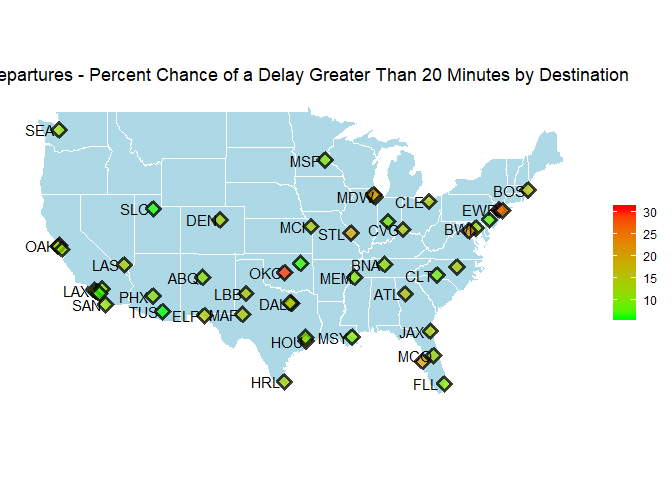 epartures - Percent Chance of a Delay Greater Than 20 Minutes by Destination
SEA
MSP
BOS
MDW
CLE
EWR
SLC
DEN
MCI
STL
CVG
BWI
OAK
LAS
ABQ
OKC
MEM
BNA
CLT
LAX
PHX
LBB
DAL
ATL
SAN
TUS
ELP
MAF
HOU
MSY
JAX
MCO
HRL
FLL
30
25
20
15
10